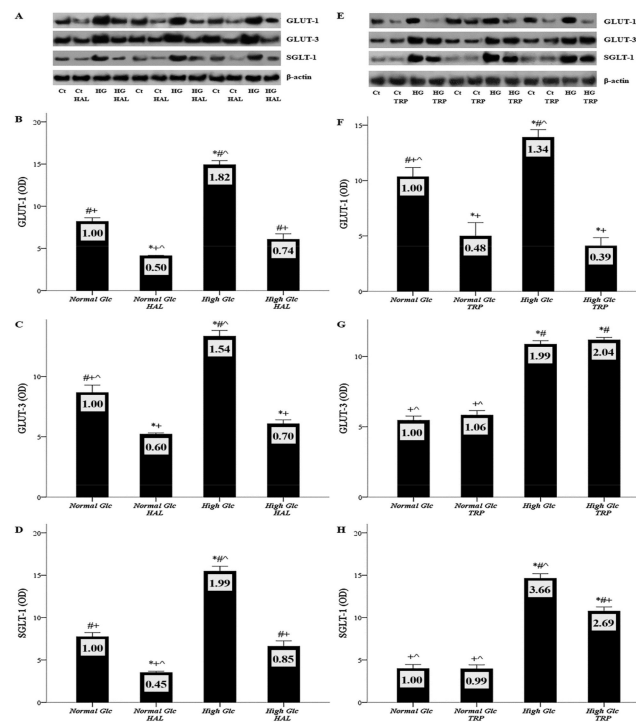 A
GLUT-1
GLUT-3
SGLT-1
β-actin
Ct Ct HG HG Ct Ct HG HG Ct Ct HG HG
HAL HAL HAL HAL HAL HAL
E
GLUT-1
GLUT-3
SGLT-1
β-actin
Ct Ct HG HG Ct Ct HG HG Ct Ct HG HG
TRP TRP TRP TRP TRP TRP
B
GLUT-1 (OD)
20
15
10
5
0
#+
1.00
*+^
0.50
*#^
1.82
#+
0.74
Normal Glc Normal Glc High Glc High Glc
HAL HAL
F
GLUT-1 (OD)
15
10
5
0
#+^
1.00
*+
0.48
*#^
1.34
*+
0.39
Normal Glc Normal Glc High Glc High Glc
TRP TRP
C
GLUT-3 (OD)
10
5
0
#+^
1.00
*+
0.60
*#^
1.54
*+
0.70
Normal Glc Normal Glc High Glc High Glc
HAL HAL
G
GLUT-3 (OD)
15
10
5
0
+^
1.00
+^
1.06
*#
1.99
*#
2.04
Normal Glc Normal Glc High Glc High Glc
TRP TRP
D
SGLT-1 (OD)
20
15
10
5
0
#+
1.00
*+^
0.45
*#^
1.99
#+
0.85
Normal Glc Normal Glc High Glc High Glc
HAL HAL
H
SGLT-1 (OD)
20
15
10
5
0
+^
1.00
+^
0.99
*#^
3.66
*#+
2.69
Normal Glc Normal Glc High Glc High Glc
TRP TRP